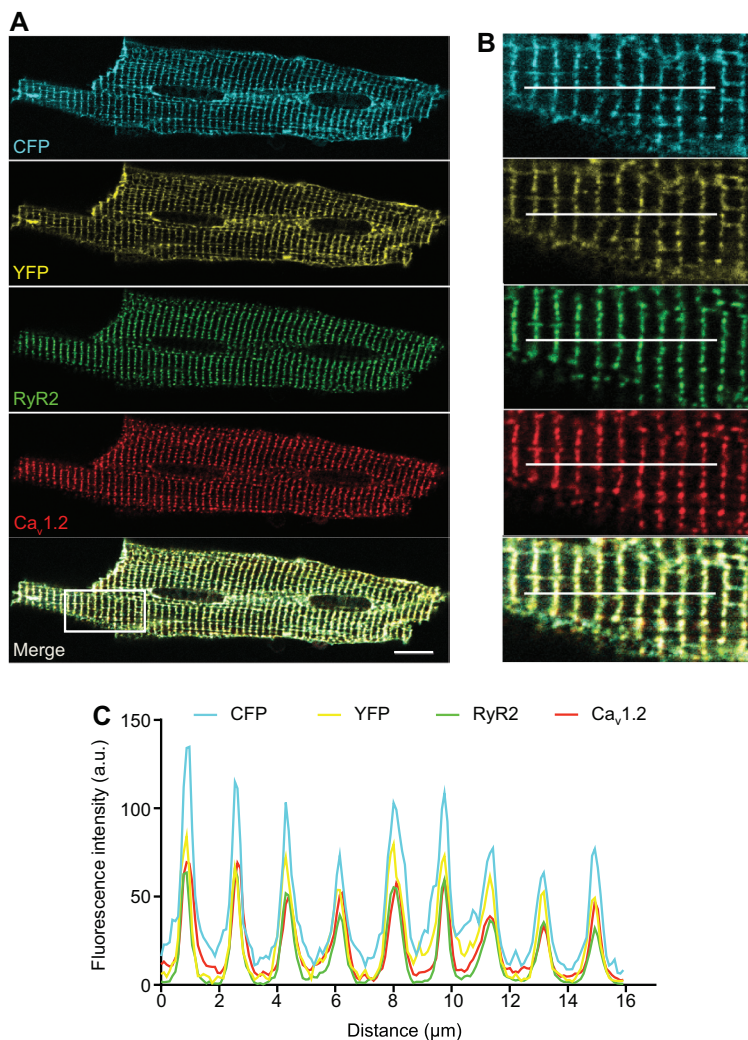 A
B
CFP
YFP
RyR2
Cav1.2
Merge
C
CFP YFP RyR2 Cav1.2
Fluorescence intensity (a.u.)
150
100
50
0
0 2 4 6 8 10 12 14 16
Distance (µm)